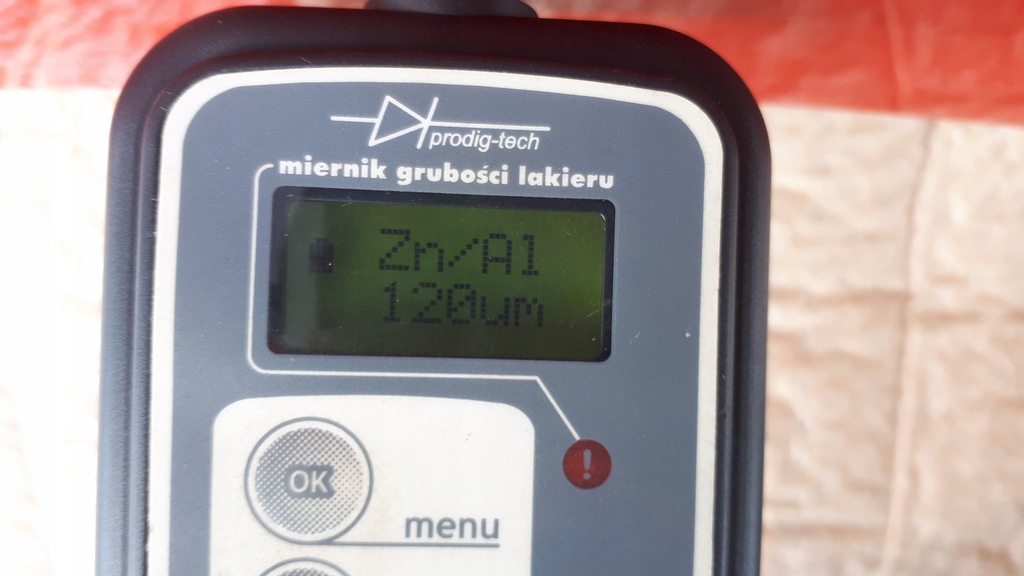 prodig-tech
miernik grubości lakieru
Zn/Al
120um
!
OK
menu